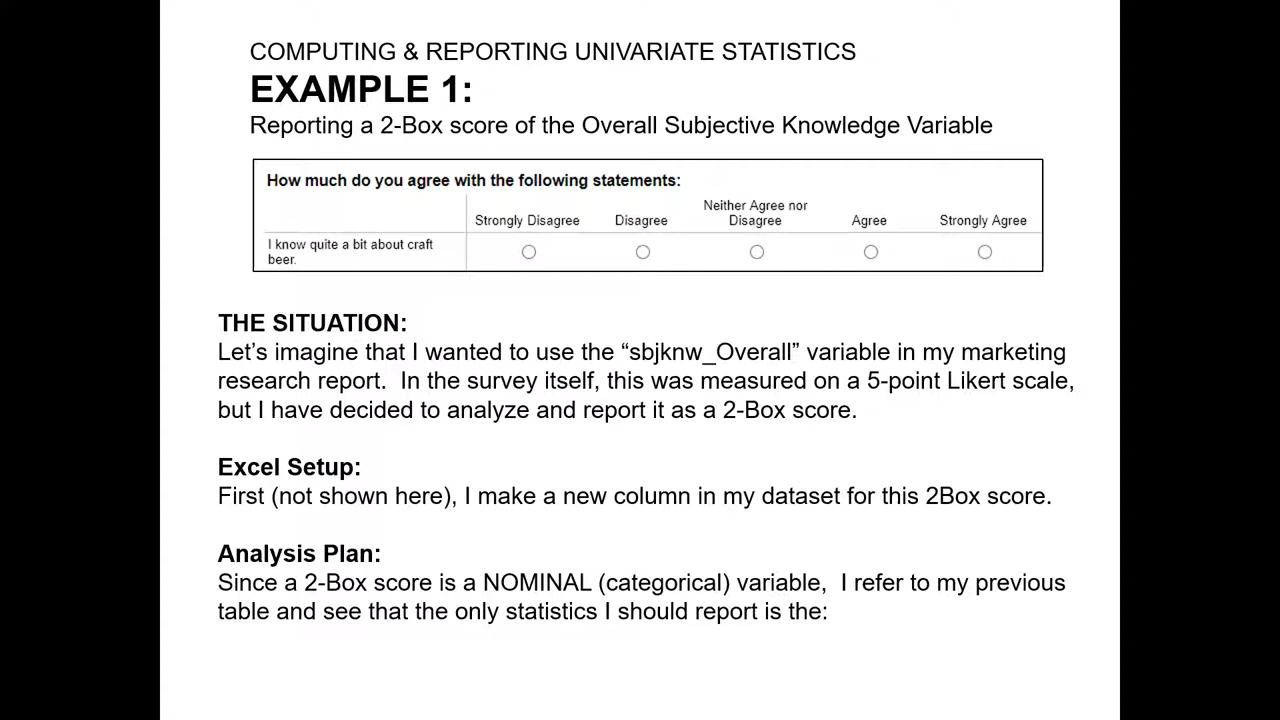 COMPUTING & REPORTING UNIVARIATE STATISTICS
EXAMPLE 1:
Reporting a 2-Box score of the Overall Subjective Knowledge Variable
How much do you agree with the following statements:
Strongly Disagree Disagree Neither Agree nor Disagree Agree Strongly Agree
I know quite a bit about craft
beer.
THE SITUATION:
Let’s imagine that I wanted to use the “sbjknw_Overall” variable in my marketing
research report.  In the survey itself, this was measured on a 5-point Likert scale,
but I have decided to analyze and report it as a 2-Box score.
Excel Setup:
First (not shown here), I make a new column in my dataset for this 2Box score.
Analysis Plan:
Since a 2-Box score is a NOMINAL (categorical) variable,  I refer to my previous
table and see that the only statistics I should report is the: